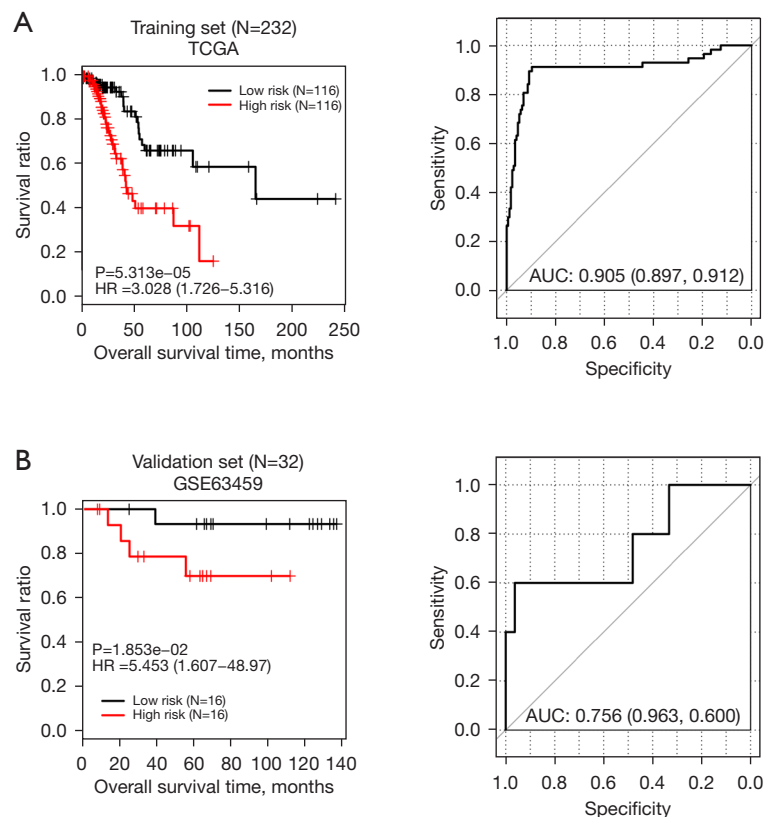 A
Training set (N=232)
TCGA
Survival ratio
1.0
0.8
0.6
0.4
0.2
0.0
Low risk (N=116)
High risk (N=116)
P=5.313e−05
HR =3.028 (1.726−5.316)
0 50 100 150 200 250
Overall survival time, months
Sensitivity
1.0
0.8
0.6
0.4
0.2
0.0
AUC: 0.905 (0.897, 0.912)
1.0 0.8 0.6 0.4 0.2 0.0
Specificity
B
Validation set (N=32)
GSE63459
Survival ratio
1.0
0.8
0.6
0.4
0.2
0.0
P=1.853e−02
HR =5.453 (1.607−48.97)
Low risk (N=16)
High risk (N=16)
0 20 40 60 80 100 120 140
Overall survival time, months
Sensitivity
1.0
0.8
0.6
0.4
0.2
0.0
AUC: 0.756 (0.963, 0.600)
1.0 0.8 0.6 0.4 0.2 0.0
Specificity